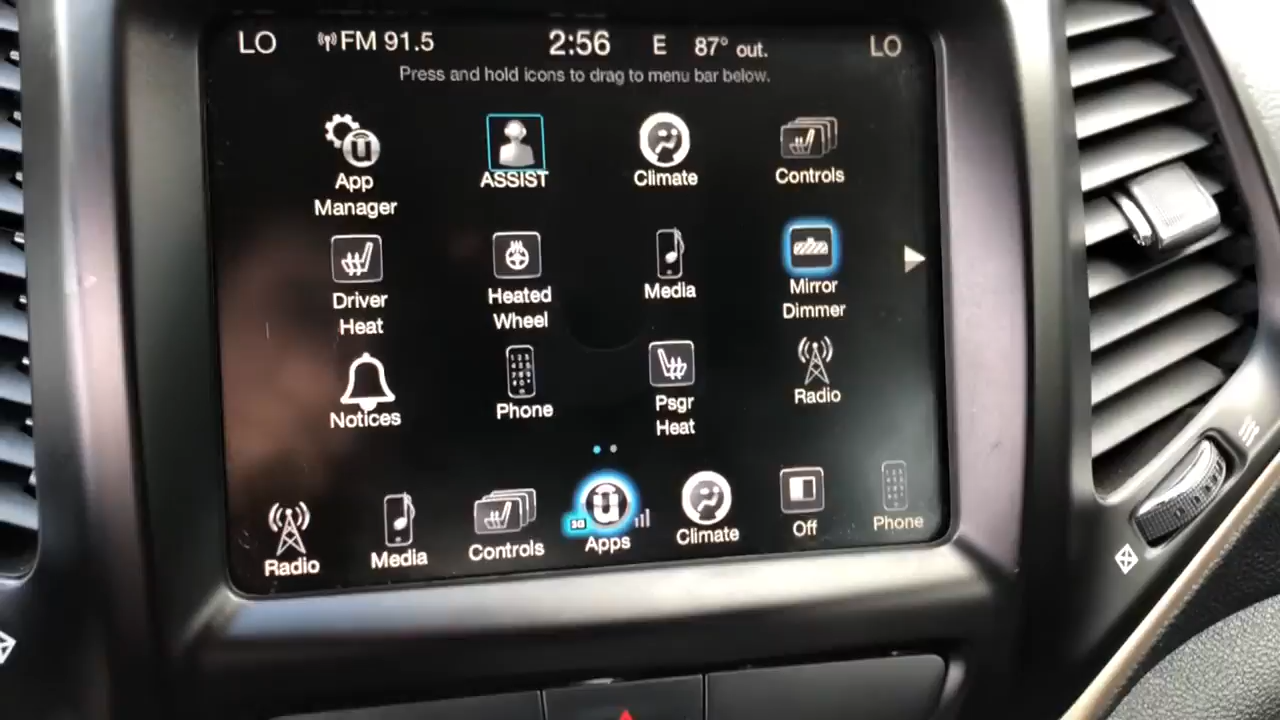 LO FM 91.5 2:56 E 87° out. LO
Press and hold icons to drag to menu bar below.
App Manager
ASSIST
Climate
Controls
Driver Heat
Heated Wheel
Media
Mirror Dimmer
Notices
Phone
Psgr Heat
Radio
Radio
Media
Controls
3G
Apps
Climate
Off
Phone